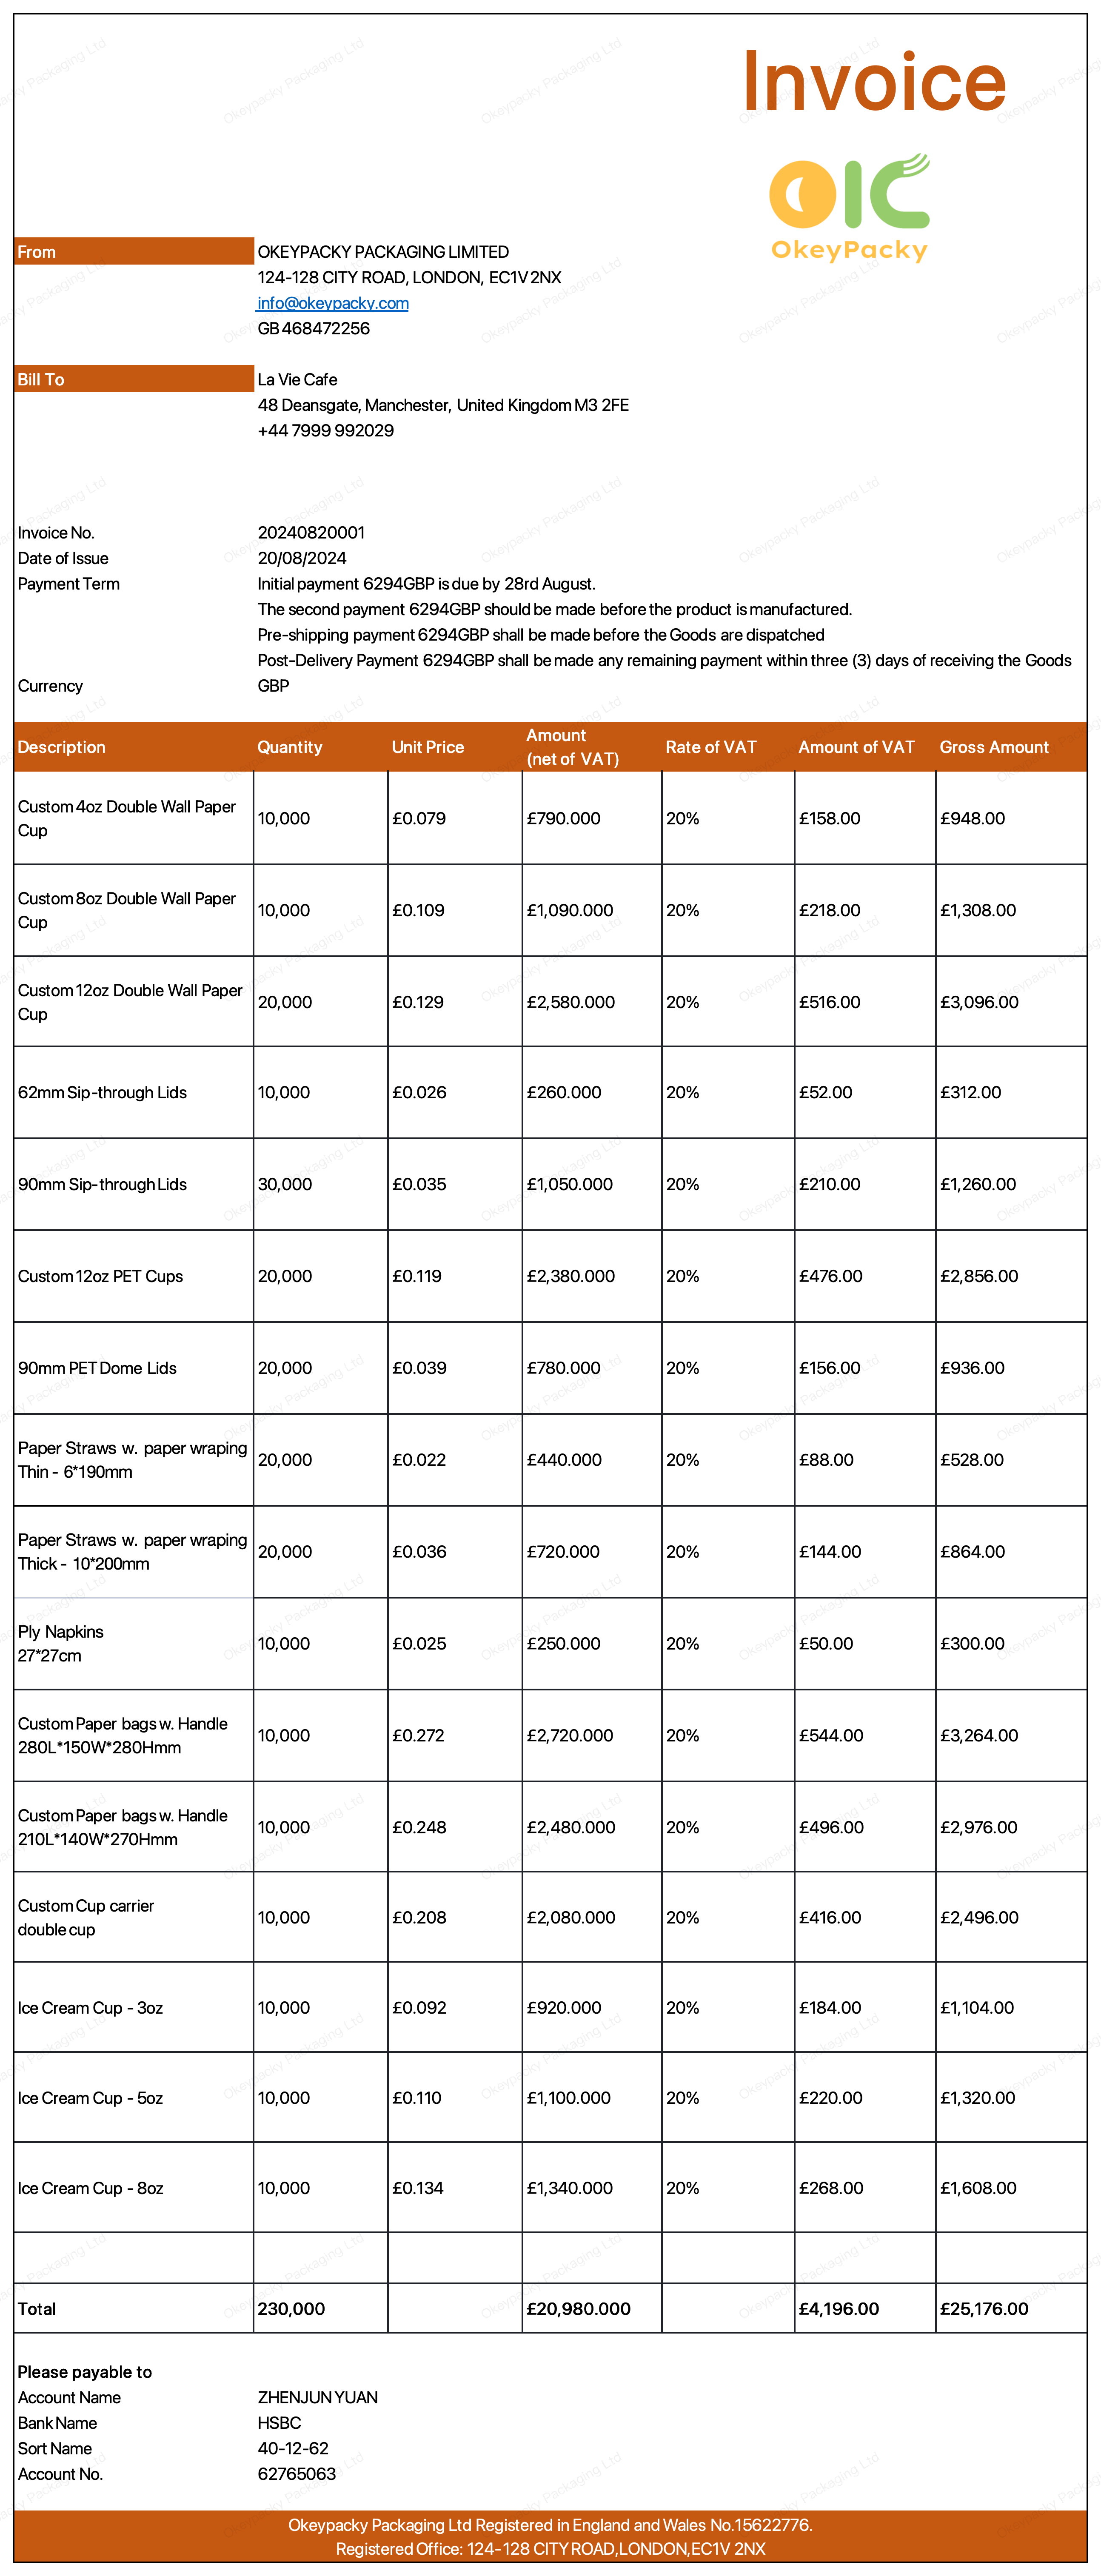 Invoice
OIC
OkeyPacky
From OKEYPACKY PACKAGING LIMITED
124-128 CITY ROAD, LONDON, EC1V 2NX
info@okeypacky.com
GB 468472256
Bill To La Vie Cafe
48 Deansgate, Manchester, United Kingdom M3 2FE
+44 7999 992029
Invoice No. 20240820001
Date of Issue 20/08/2024
Payment Term Initial payment 6294GBP is due by 28rd August.
The second payment 6294GBP should be made before the product is manufactured.
Pre-shipping payment 6294GBP shall be made before the Goods are dispatched
Post-Delivery Payment 6294GBP shall be made any remaining payment within three (3) days of receiving the Goods
Currency GBP
Description Quantity Unit Price Amount (net of VAT) Rate of VAT Amount of VAT Gross Amount
Custom 4oz Double Wall Paper Cup 10,000 £0.079 £790.000 20% £158.00 £948.00
Custom 8oz Double Wall Paper Cup 10,000 £0.109 £1,090.000 20% £218.00 £1,308.00
Custom 12oz Double Wall Paper Cup 20,000 £0.129 £2,580.000 20% £516.00 £3,096.00
62mm Sip-through Lids 10,000 £0.026 £260.000 20% £52.00 £312.00
90mm Sip-through Lids 30,000 £0.035 £1,050.000 20% £210.00 £1,260.00
Custom 12oz PET Cups 20,000 £0.119 £2,380.000 20% £476.00 £2,856.00
90mm PET Dome Lids 20,000 £0.039 £780.000 20% £156.00 £936.00
Paper Straws w. paper wraping Thin - 6*190mm 20,000 £0.022 £440.000 20% £88.00 £528.00
Paper Straws w. paper wraping Thick - 10*200mm 20,000 £0.036 £720.000 20% £144.00 £864.00
Ply Napkins 27*27cm 10,000 £0.025 £250.000 20% £50.00 £300.00
Custom Paper bags w. Handle 280L*150W*280Hmm 10,000 £0.272 £2,720.000 20% £544.00 £3,264.00
Custom Paper bags w. Handle 210L*140W*270Hmm 10,000 £0.248 £2,480.000 20% £496.00 £2,976.00
Custom Cup carrier double cup 10,000 £0.208 £2,080.000 20% £416.00 £2,496.00
Ice Cream Cup - 3oz 10,000 £0.092 £920.000 20% £184.00 £1,104.00
Ice Cream Cup - 5oz 10,000 £0.110 £1,100.000 20% £220.00 £1,320.00
Ice Cream Cup - 8oz 10,000 £0.134 £1,340.000 20% £268.00 £1,608.00
Total 230,000 £20,980.000 £4,196.00 £25,176.00
Please payable to
Account Name ZHENJUN YUAN
Bank Name HSBC
Sort Name 40-12-62
Account No. 62765063
Okeypacky Packaging Ltd Registered in England and Wales No.15622776.
Registered Office: 124-128 CITY ROAD,LONDON,EC1V 2NX
Okeypacky Packaging Ltd